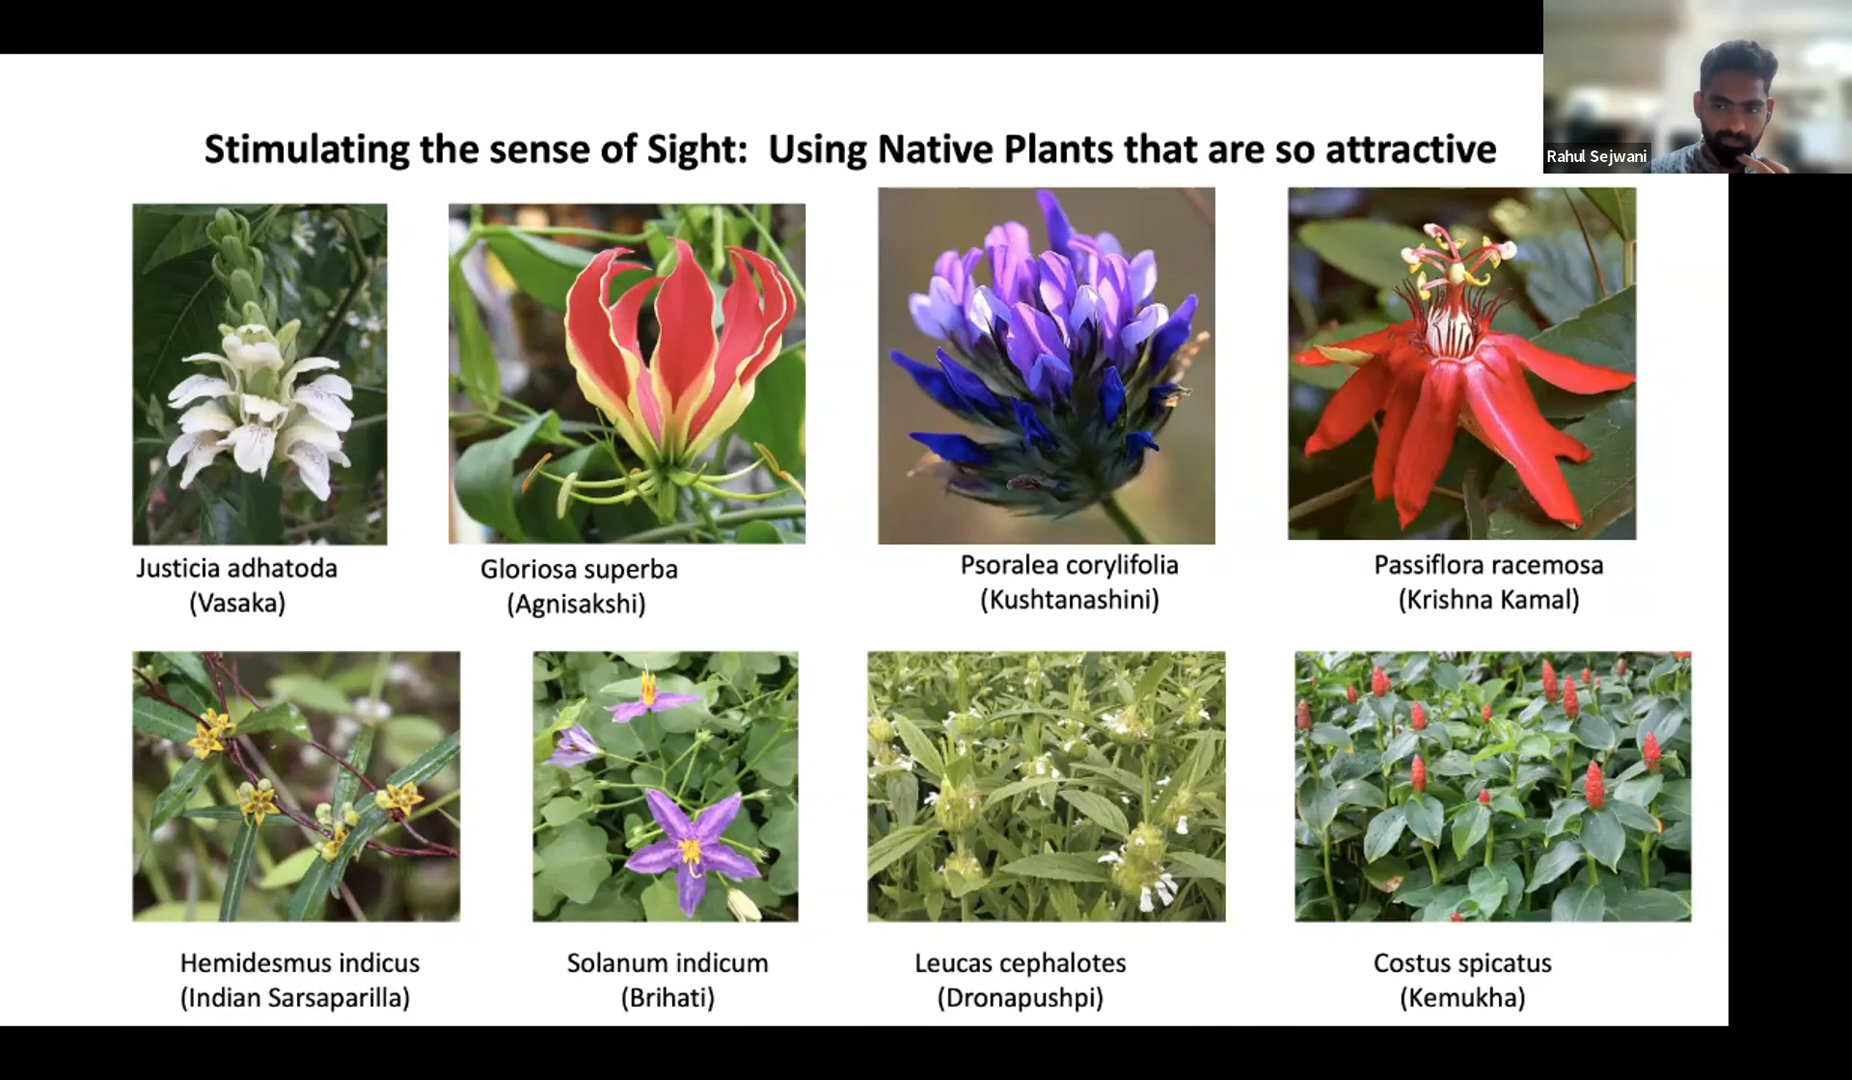 Stimulating the sense of Sight: Using Native Plants that are so attractive
Rahul Sejwani
Justicia adhatoda
(Vasaka)
Gloriosa superba
(Agnisakshi)
Psoralea corylifolia
(Kushtanashini)
Passiflora racemosa
(Krishna Kamal)
Hemidesmus indicus
(Indian Sarsaparilla)
Solanum indicum
(Brihati)
Leucas cephalotes
(Dronapushpi)
Costus spicatus
(Kemukha)